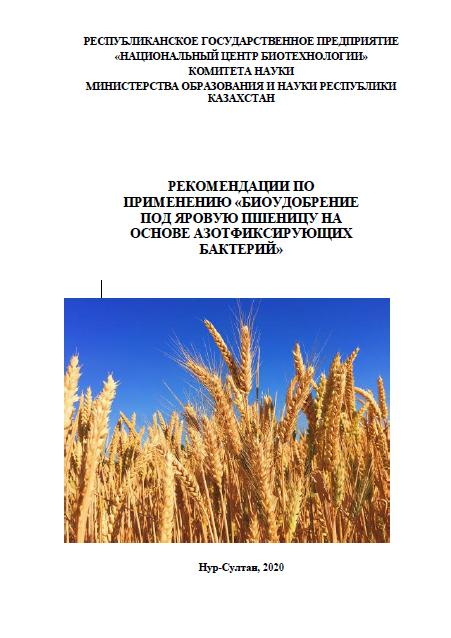 РЕСПУБЛИКАНСКОЕ ГОСУДАРСТВЕННОЕ ПРЕДПРИЯТИЕ
«НАЦИОНАЛЬНЫЙ ЦЕНТР БИОТЕХНОЛОГИИ»
КОМИТЕТА НАУКИ
МИНИСТЕРСТВА ОБРАЗОВАНИЯ И НАУКИ РЕСПУБЛИКИ
КАЗАХСТАН
РЕКОМЕНДАЦИИ ПО
ПРИМЕНЕНИЮ «БИОУДОБРЕНИЕ
ПОД ЯРОВУЮ ПШЕНИЦУ НА
ОСНОВЕ АЗОТФИКСИРУЮЩИХ
БАКТЕРИЙ»
Нур-Султан, 2020